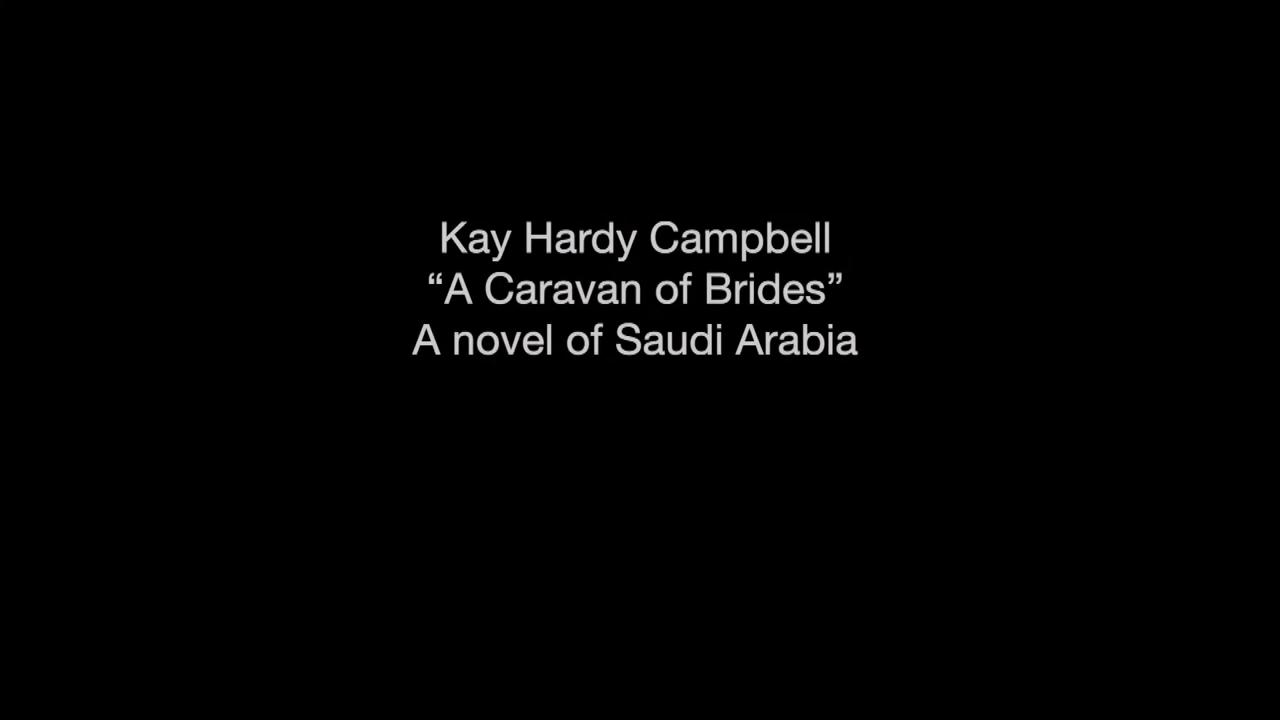 Kay Hardy Campbell
“A Caravan of Brides”
A novel of Saudi Arabia